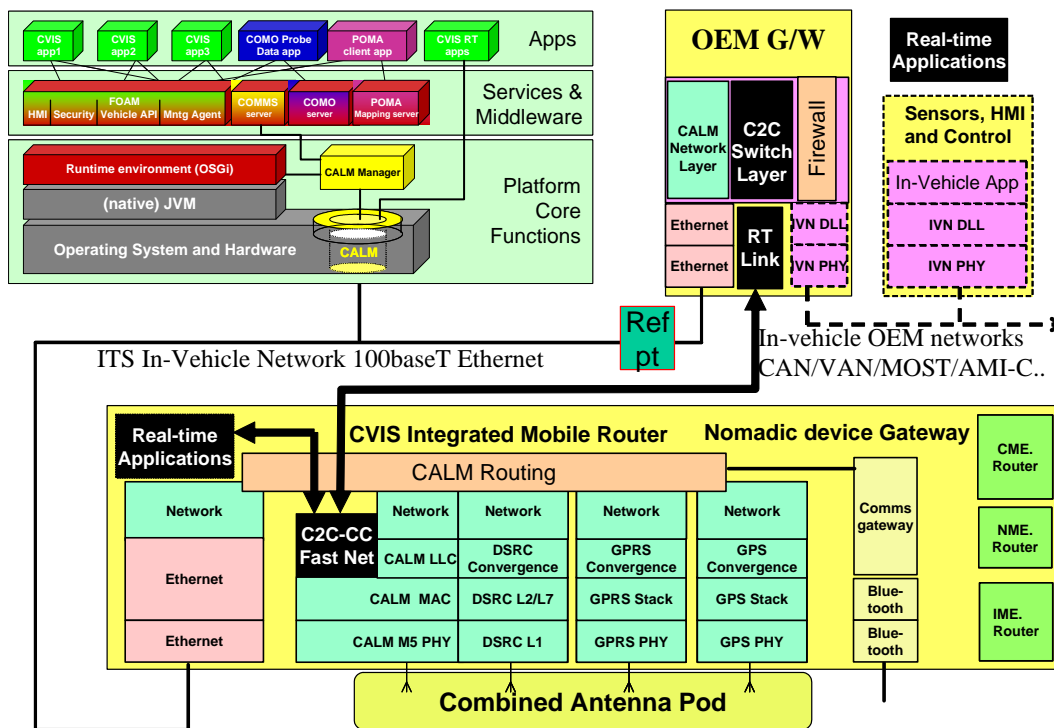 CVIS
app1
CVIS
app2
CVIS
app3
COMO Probe
Data app
POMA
client app
CVIS RT
apps
Apps
FOAM
HMI
Security
Vehicle API
Mntg Agent
COMMS
server
COMO
server
POMA
Mapping server
Services &
Middleware
Runtime environment (OSGi)
CALM Manager
(native) JVM
Operating System and Hardware
CALM
Platform
Core
Functions
OEM G/W
CALM
Network
Layer
C2C
Switch
Layer
Firewall
Ethernet
Ethernet
RT
Link
IVN DLL
IVN PHY
Real-time
Applications
Sensors, HMI
and Control
In-Vehicle App
IVN DLL
IVN PHY
Ref
pt
ITS In-Vehicle Network 100baseT Ethernet
In-vehicle OEM networks
CAN/VAN/MOST/AMI-C..
Real-time
Applications
CVIS Integrated Mobile Router
Nomadic device Gateway
CALM Routing
Network
Ethernet
Ethernet
C2C-CC
Fast Net
Network
CALM LLC
CALM MAC
CALM M5 PHY
Network
DSRC
Convergence
DSRC L2/L7
DSRC L1
Network
GPRS
Convergence
GPRS Stack
GPRS PHY
Network
GPS
Convergence
GPS Stack
GPS PHY
Comms
gateway
Blue-
tooth
Blue-
tooth
CME.
Router
NME.
Router
IME.
Router
Combined Antenna Pod